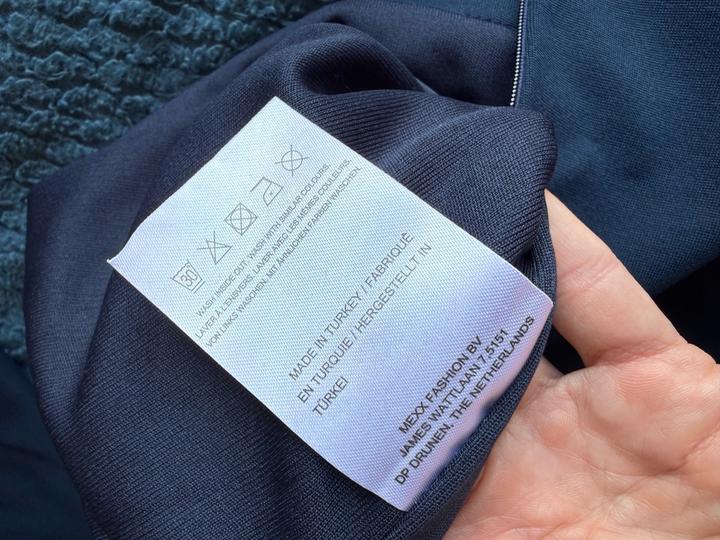 30
WASH INSIDE OUT. WASH WITH SIMILAR COLOURS.
LAVER À L'ENVERS. LAVER AVEC LES MÊMES COULEURS.
VON LINKS WASCHEN. MIT ÄHNLICHEN FARBEN WASCHEN.
MADE IN TURKEY / FABRIQUÉ
EN TURQUIE / HERGESTELLT IN
TÜRKEI
MEXX FASHION BV
JAMES WATTLAAN 7,5151
DP DRUNEN, THE NETHERLANDS